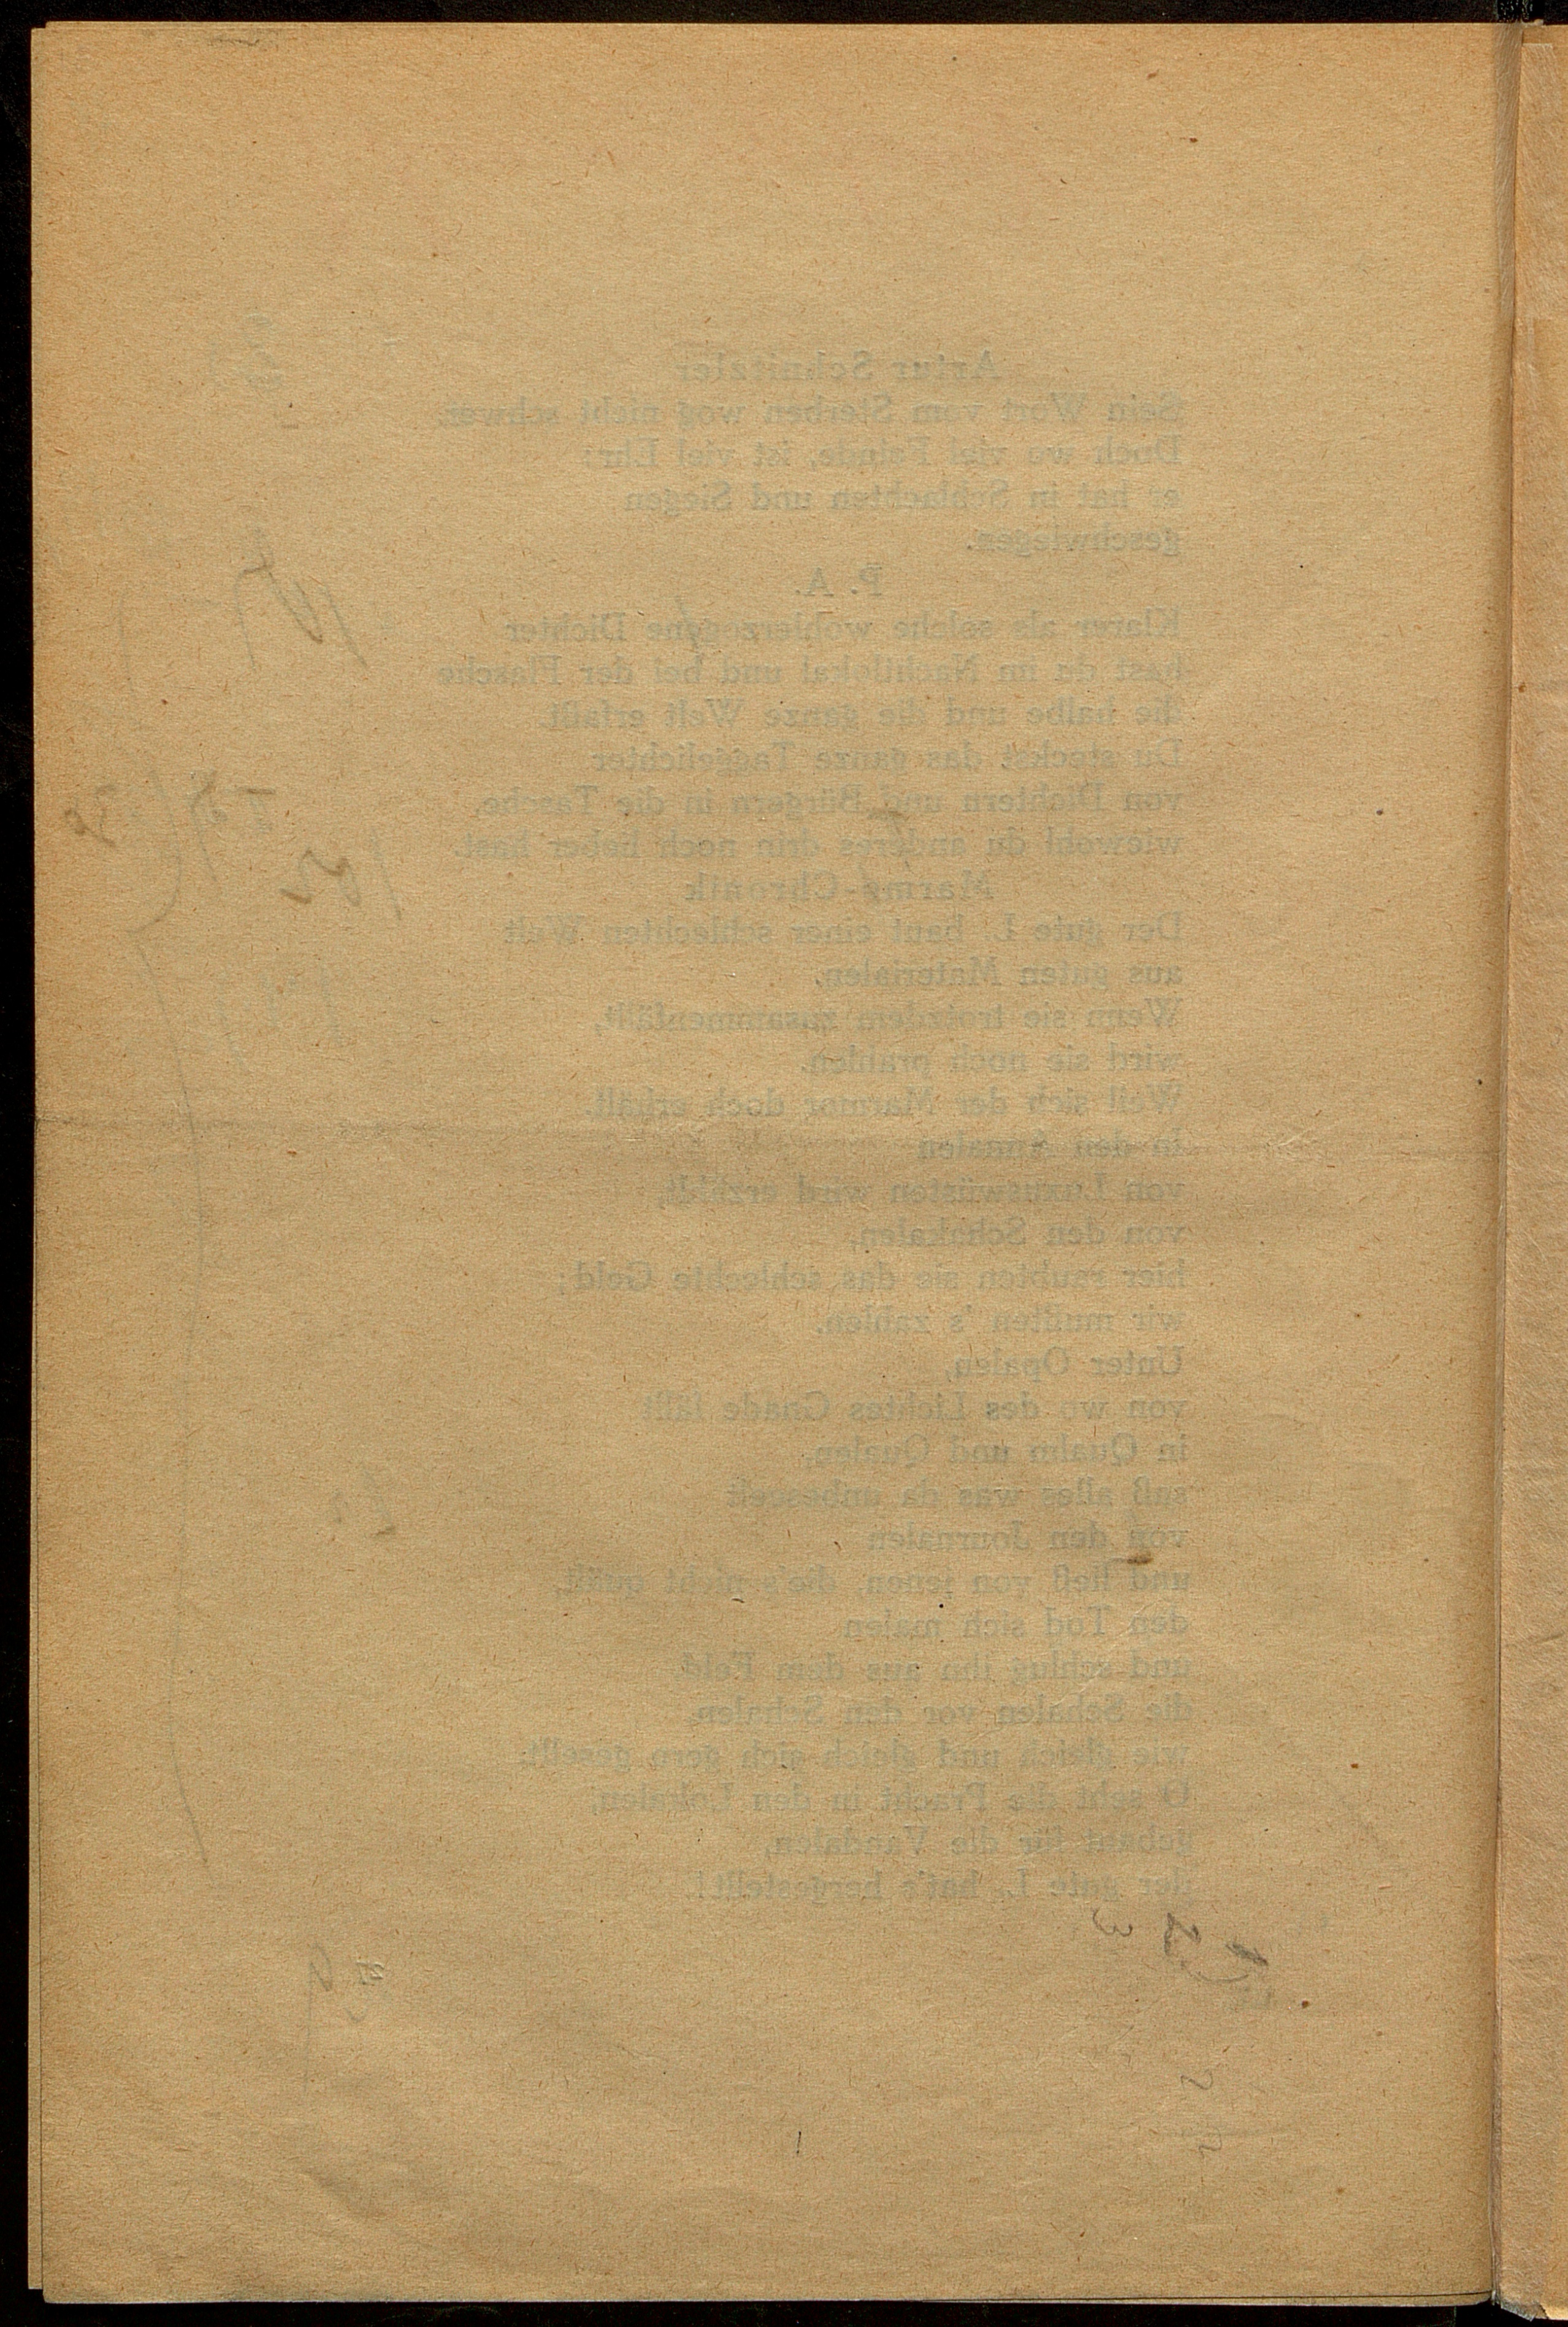 Artur Schnitzler
Sein Wort vom Sterben wog nicht schwer.
Doch wo viel Feinde, ist viel Ehr:
er hat in Schlachten und Siegen
geschwiegen.
P. A.
Klarer als solche wohlerzogene Dichter
hast du im Nachtlokal und bei der Flasche
die halbe und die ganze Welt erfaßt.
Du steckst das ganze Taggelichter
von Dichtern und Bürgern in die Tasche,
wiewohl du anderes drin noch lieber hast.
Chronik
Der gute L. baut einer schlechten Welt
aus guten Materialen.
Wenn sie trotzdem zusammenfällt,
wird sie noch prahlen.
Weil sich der Marmor doch erhält.
In den Annalen
von Luxuswüsten wird erzählt,
von den Schakalen,
hier raubten sie das schlechte Geld;
wir mußten 's zahlen.
Unter Opalen,
von wo des Lichtes Gnade fällt
in Qualm und Qualen,
saß alles was da unbeseelt
von den Journalen
und ließ von jenen, die's nicht quält,
den Tod sich malen
und schlug ihn aus dem Feld
die Schalen vor den Schalen,
wie gleich und gleich sich gern gesellt.
O seht die Pracht in den Lokalen;
gebaut für die Vandalen,
der gute L. hat's hergestellt!